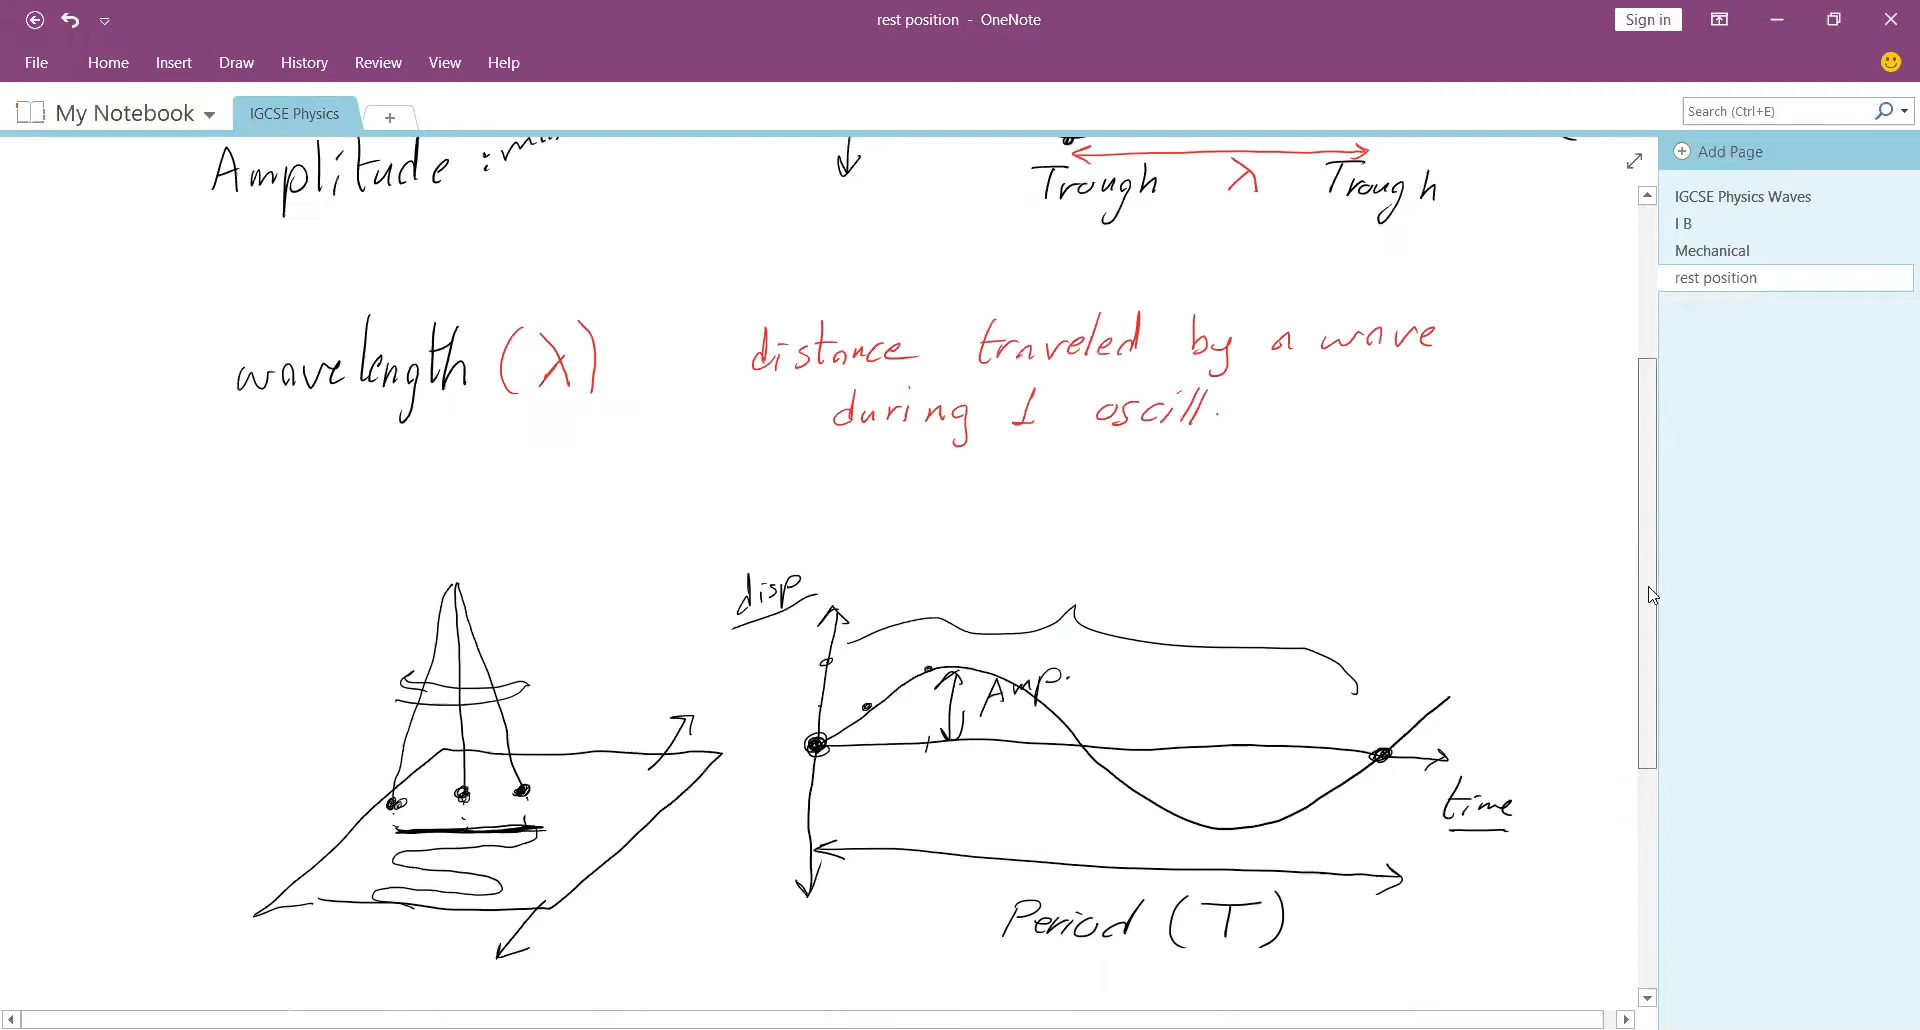 rest position - OneNote
Sign in
File Home Insert Draw History Review View Help
My Notebook
IGCSE Physics
+
Search (Ctrl+E)
Add Page
IGCSE Physics Waves
I B
Mechanical
rest position
Amplitude :
Trough λ Trough
wavelength (λ)
distance traveled by a wave
during 1 oscill.
disp
Amp.
time
Period (T)